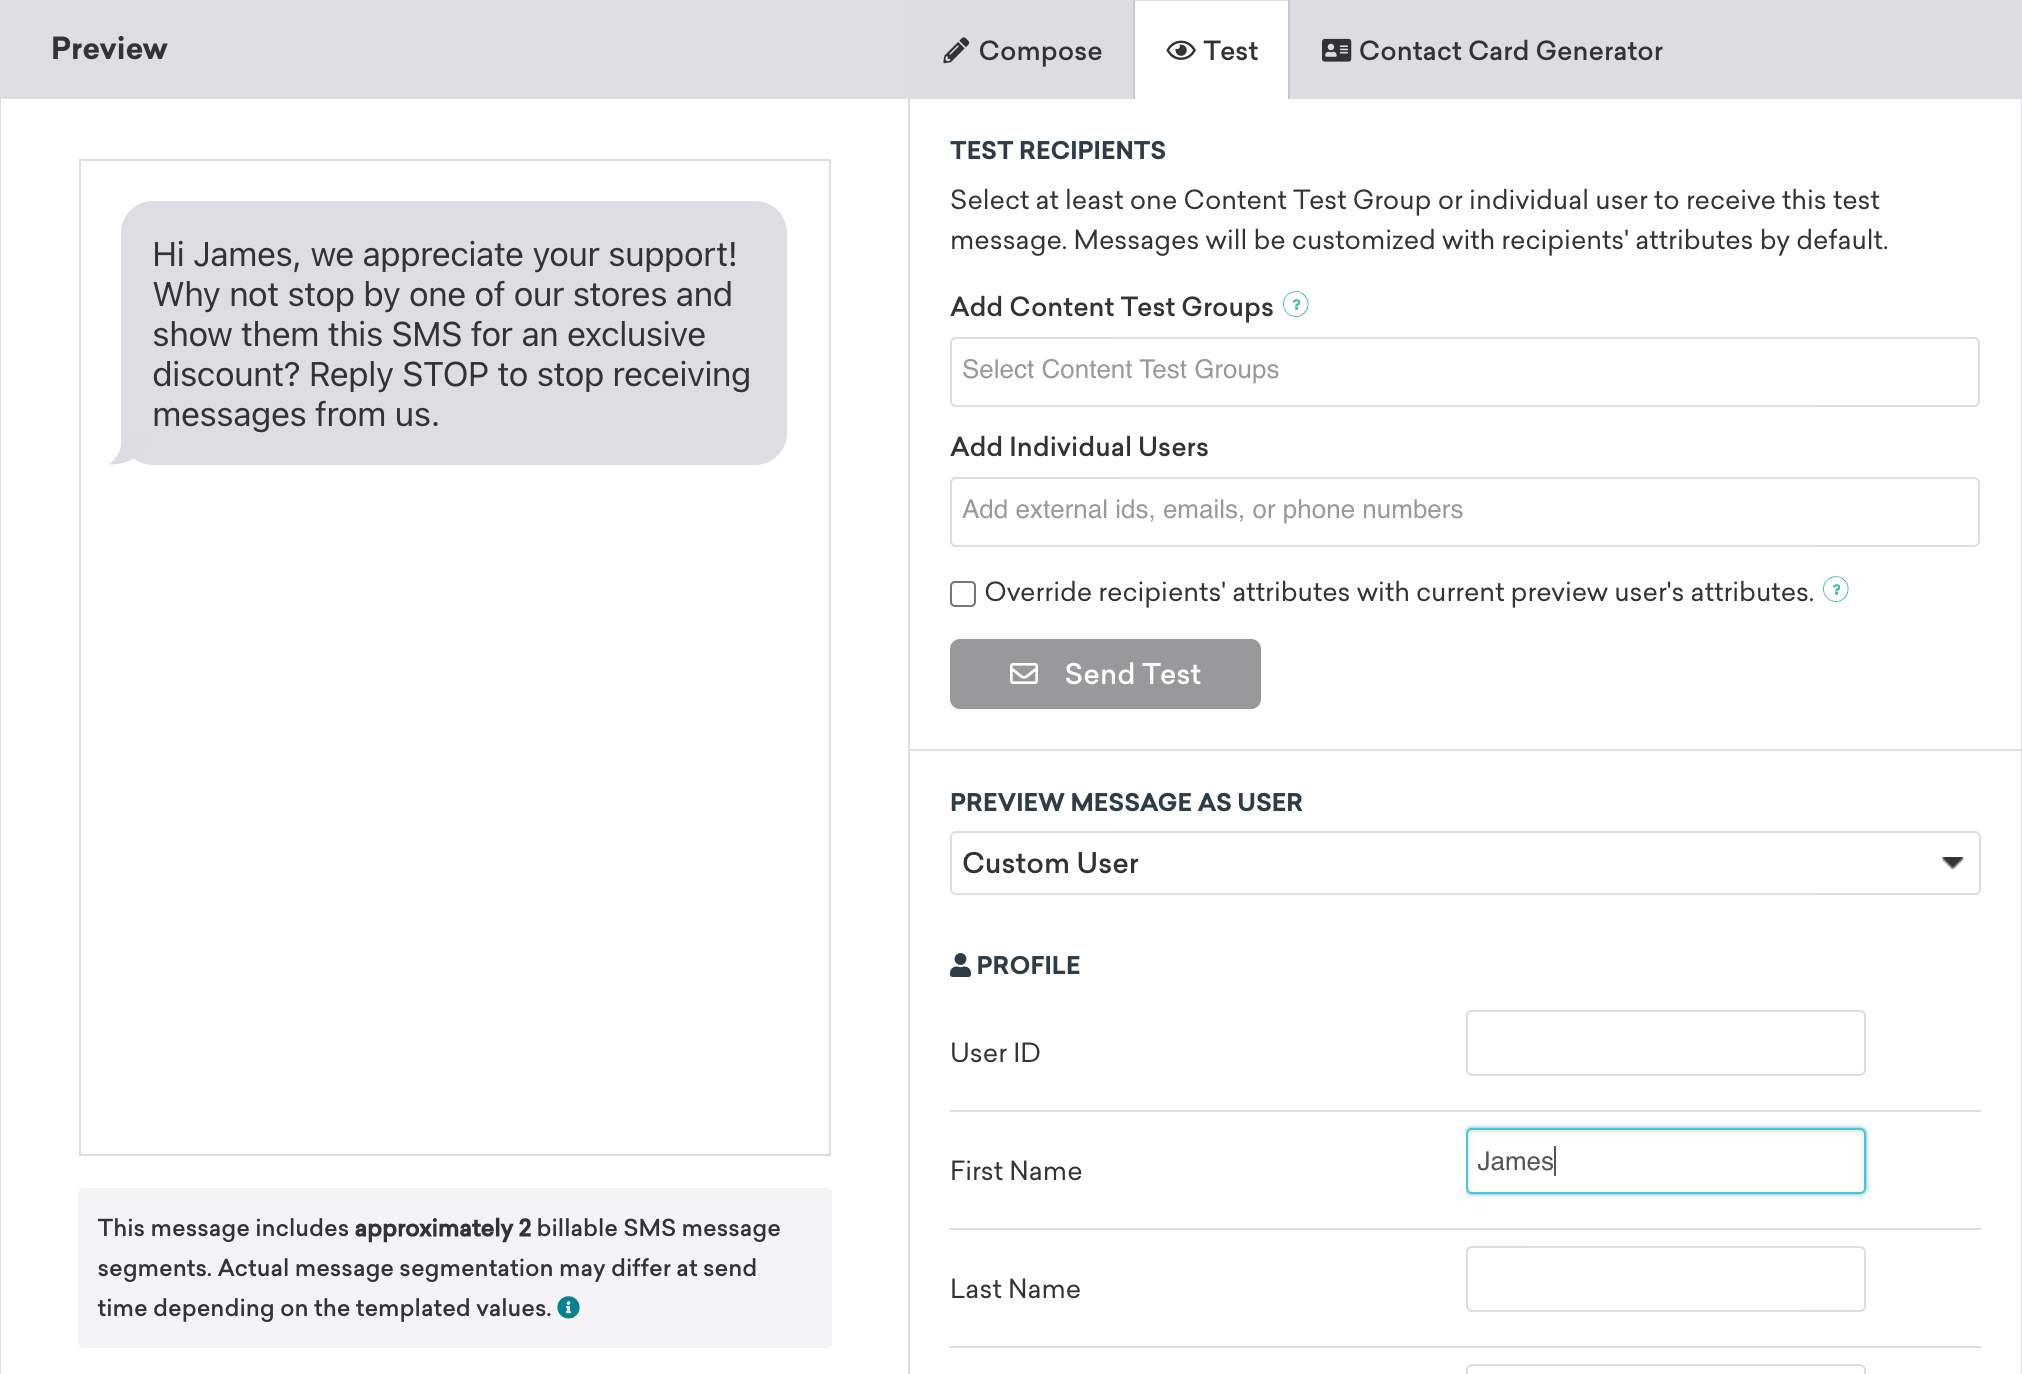 Preview
Compose
Test
Contact Card Generator
Hi James, we appreciate your support!
Why not stop by one of our stores and
show them this SMS for an exclusive
discount? Reply STOP to stop receiving
messages from us.
This message includes approximately 2 billable SMS message
segments. Actual message segmentation may differ at send
time depending on the templated values.
TEST RECIPIENTS
Select at least one Content Test Group or individual user to receive this test
message. Messages will be customized with recipients' attributes by default.
Add Content Test Groups ?
Select Content Test Groups
Add Individual Users
Add external ids, emails, or phone numbers
Override recipients' attributes with current preview user's attributes. ?
Send Test
PREVIEW MESSAGE AS USER
Custom User
PROFILE
User ID
First Name
James
Last Name